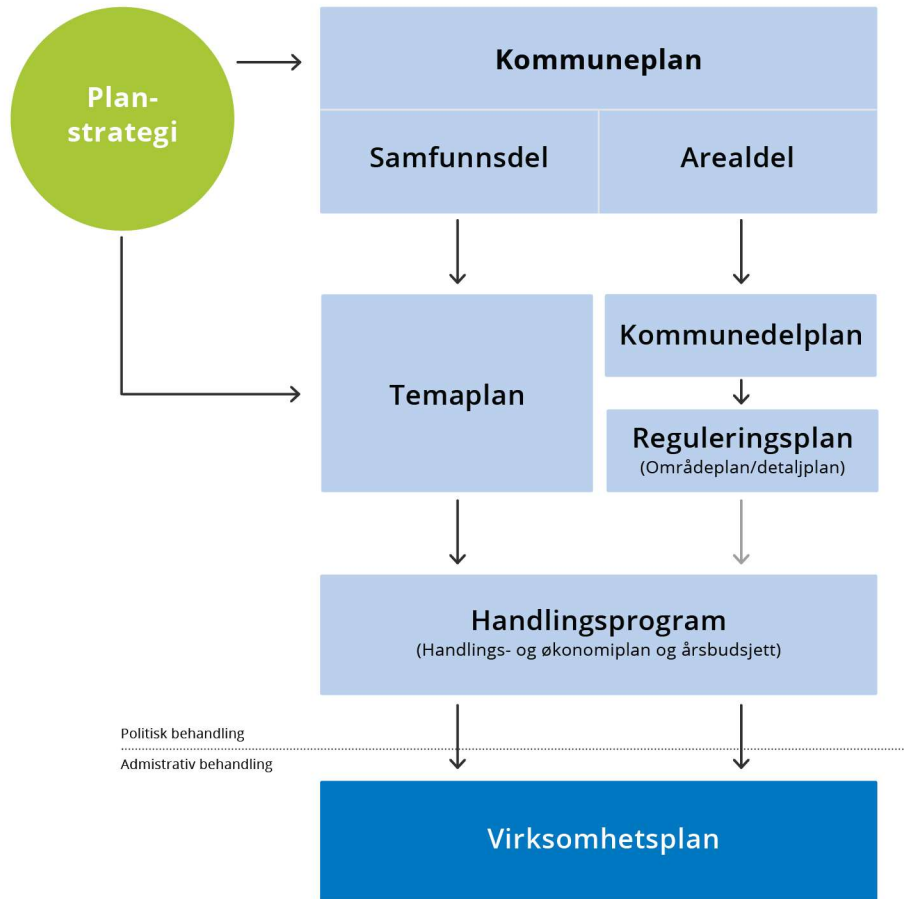 Plan-
strategi
Kommuneplan
Samfunnsdel
Arealdel
Temaplan
Kommunedelplan
Reguleringsplan
(Områdeplan/detaljplan)
Handlingsprogram
(Handlings- og økonomiplan og årsbudsjett)
Politisk behandling
Admistrativ behandling
Virksomhetsplan